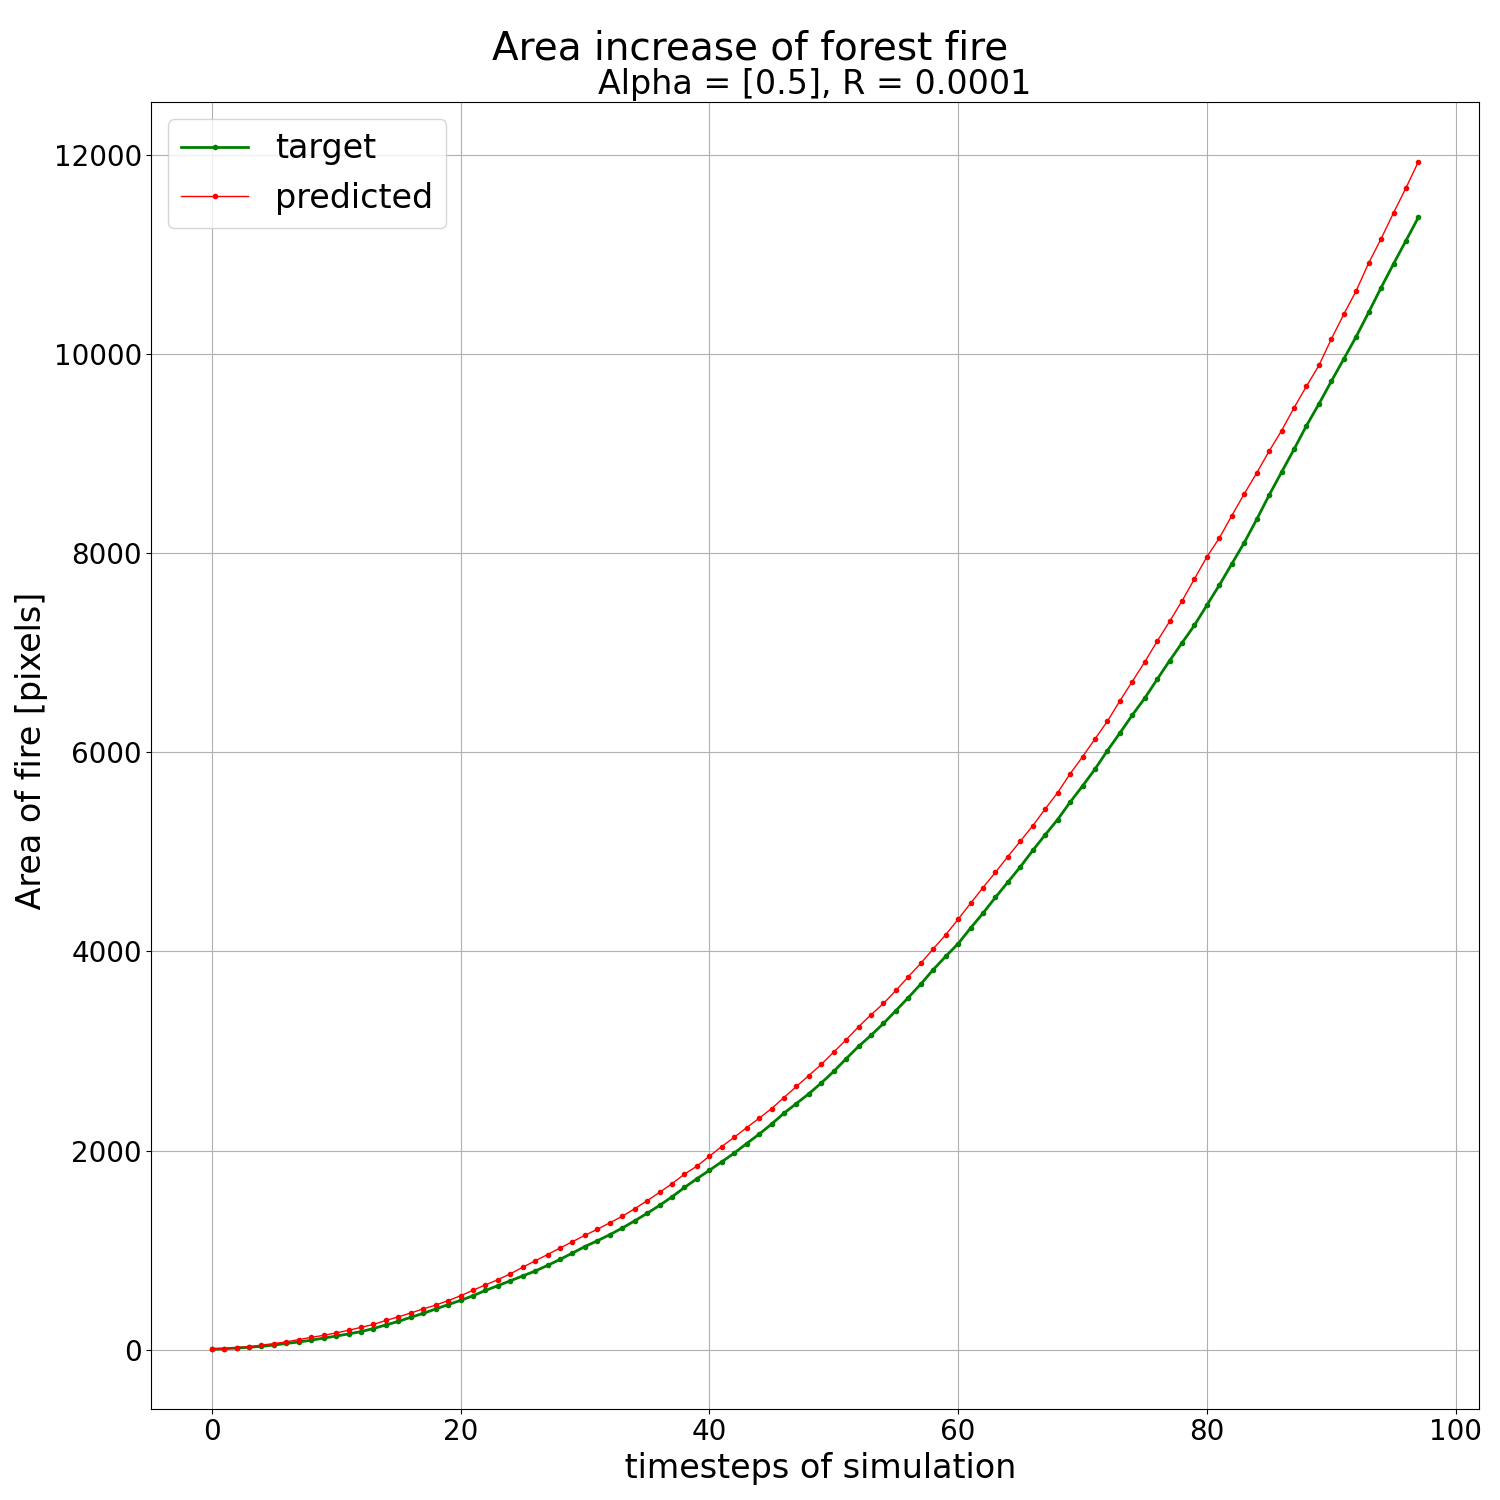 Area increase of forest fire
Alpha = [0.5], R = 0.0001
target
predicted
12000
10000
8000
6000
4000
2000
0
Area of fire [pixels]
0 20 40 60 80 100
timesteps of simulation